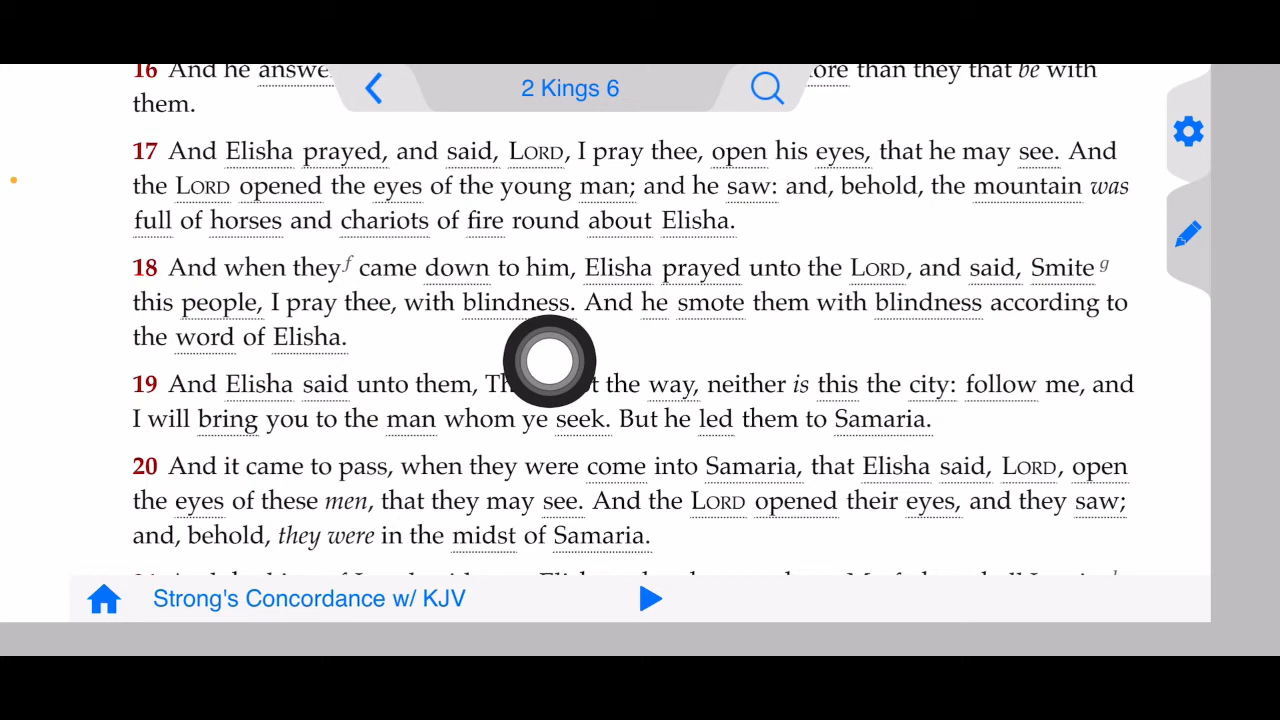 2 Kings 6
16 And he answe ore than they that be with
them.
17 And Elisha prayed, and said, LORD, I pray thee, open his eyes, that he may see. And
the LORD opened the eyes of the young man; and he saw: and, behold, the mountain was
full of horses and chariots of fire round about Elisha.
18 And when they f came down to him, Elisha prayed unto the LORD, and said, Smite g
this people, I pray thee, with blindness. And he smote them with blindness according to
the word of Elisha.
19 And Elisha said unto them, Th the way, neither is this the city: follow me, and
I will bring you to the man whom ye seek. But he led them to Samaria.
20 And it came to pass, when they were come into Samaria, that Elisha said, LORD, open
the eyes of these men, that they may see. And the LORD opened their eyes, and they saw;
and, behold, they were in the midst of Samaria.
Strong's Concordance w/ KJV